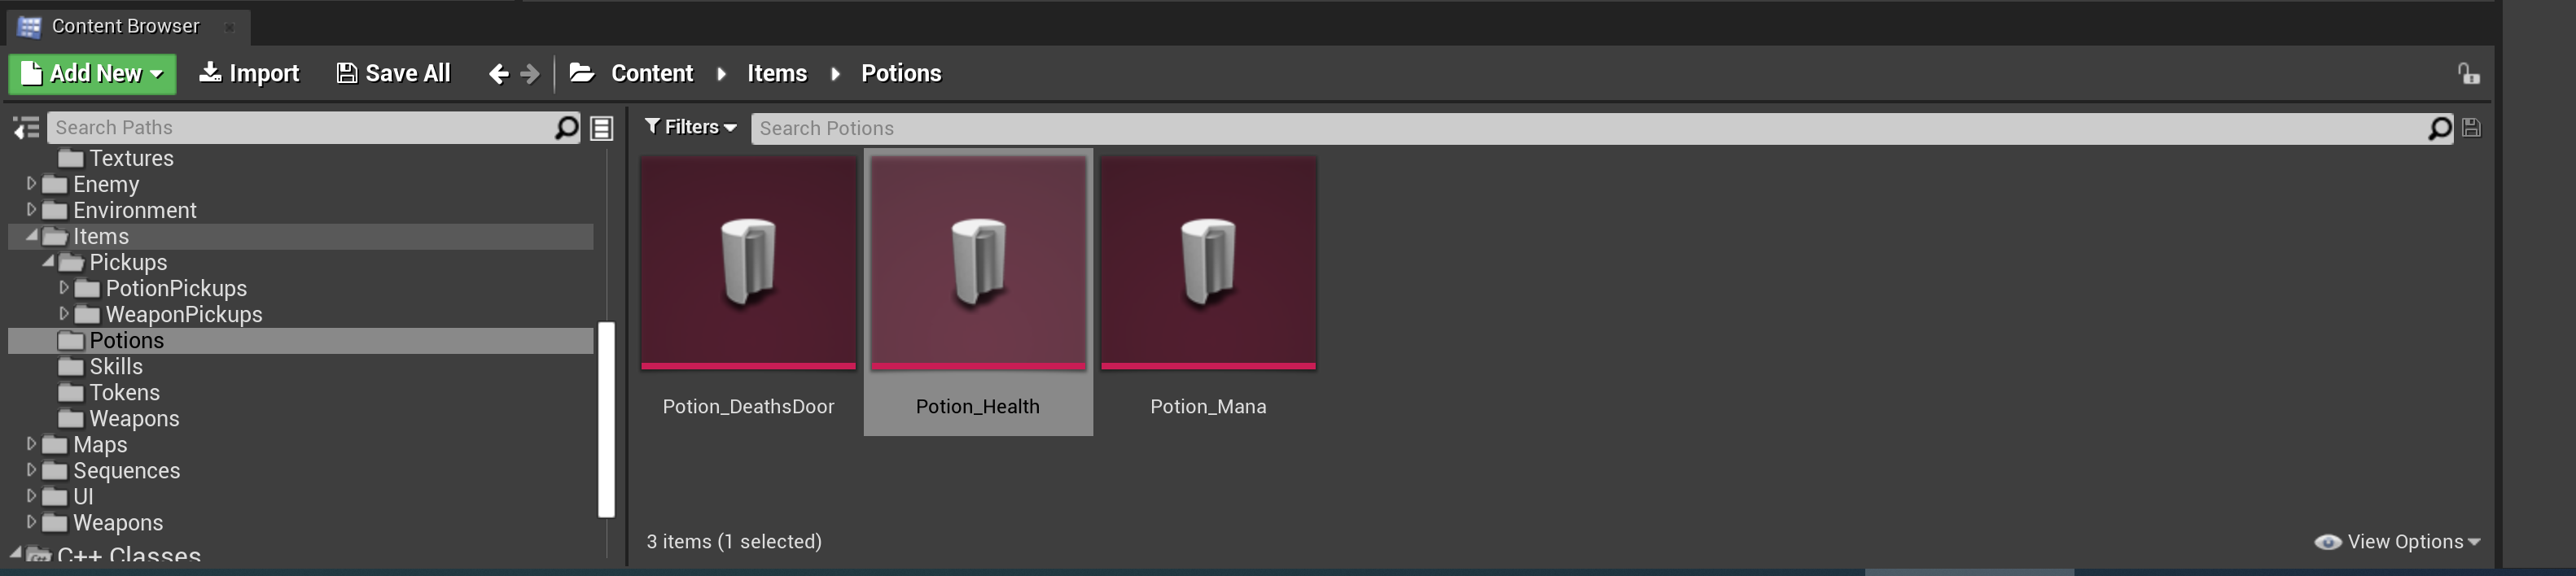 Content Browser
Add New Import Save All Content Items Potions
Search Paths
Filters Search Potions
Textures
Enemy
Environment
Items
Pickups
PotionPickups
WeaponPickups
Potions
Skills
Tokens
Weapons
Maps
Sequences
UI
Weapons
C++ Classes
Potion_DeathsDoor Potion_Health Potion_Mana
3 items (1 selected) View Options